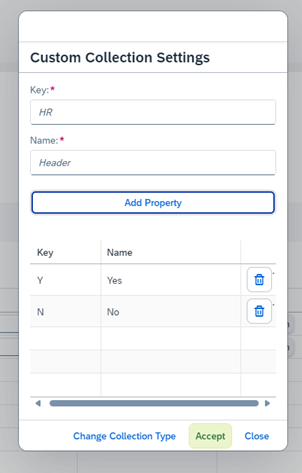 Custom Collection Settings
Key: *
HR
Name: *
Header
Add Property
Key Name
Y Yes
N No
Change Collection Type Accept Close